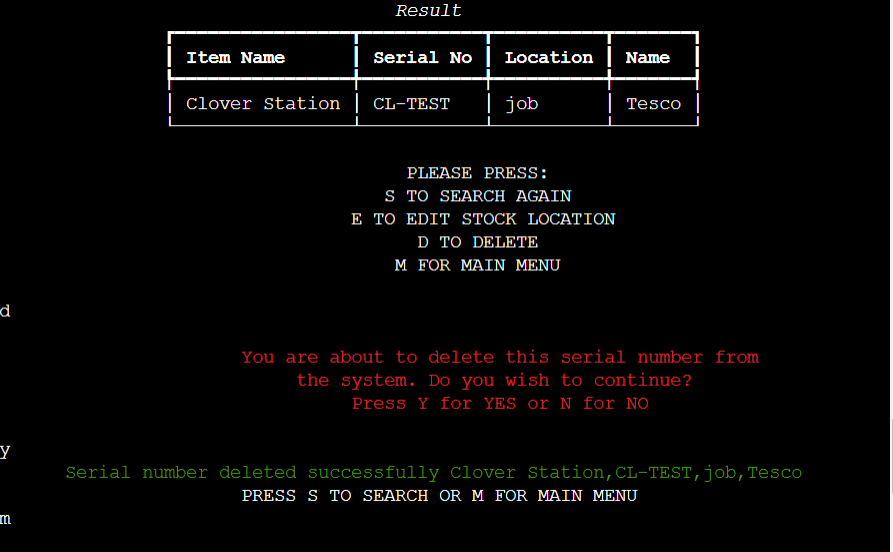 Result
Item Name Serial No Location Name
Clover Station CL-TEST job Tesco
PLEASE PRESS:
S TO SEARCH AGAIN
E TO EDIT STOCK LOCATION
D TO DELETE
M FOR MAIN MENU
d
You are about to delete this serial number from
the system. Do you wish to continue?
Press Y for YES or N for NO
y
Serial number deleted successfully Clover Station,CL-TEST,job,Tesco
PRESS S TO SEARCH OR M FOR MAIN MENU
m